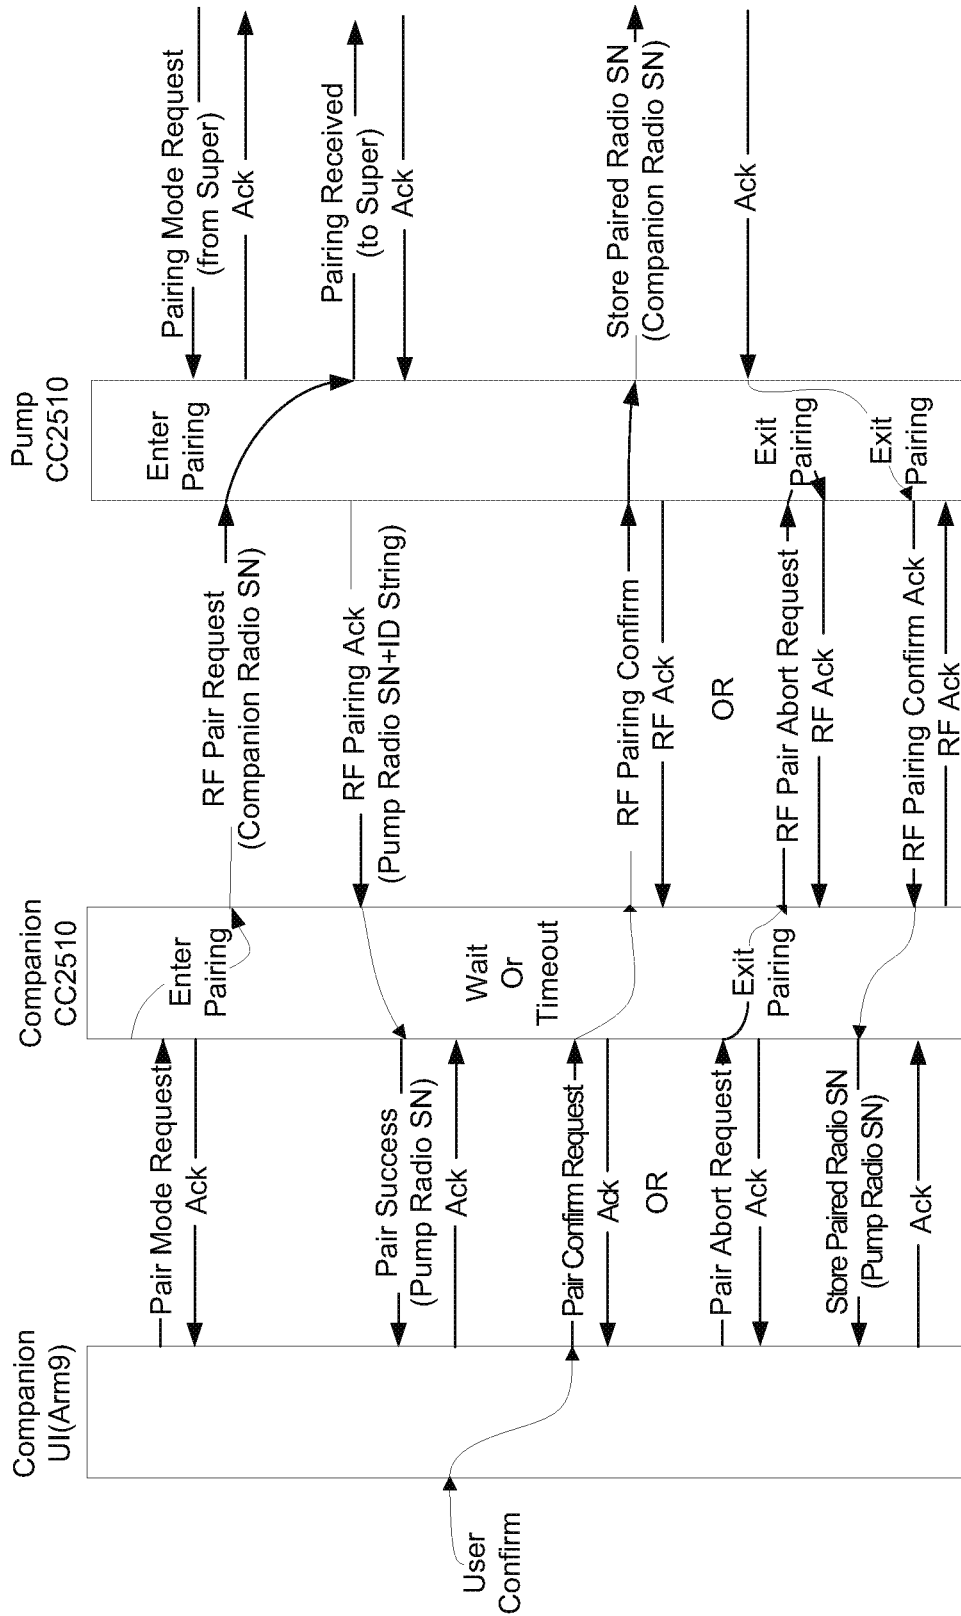 Companion
UI(Arm9)
Companion
CC2510
Pump
CC2510
Pair Mode Request
Ack
Enter
Pairing
RF Pair Request
(Companion Radio SN)
Enter
Pairing
Pairing Mode Request
(from Super)
Ack
Pairing Received
(to Super)
Ack
RF Pairing Ack
(Pump Radio SN+ID String)
Pair Success
(Pump Radio SN)
Ack
User
Confirm
Wait
Or
Timeout
Pair Confirm Request
Ack
OR
RF Pairing Confirm
RF Ack
OR
Store Paired Radio SN
(Companion Radio SN)
Ack
Pair Abort Request
Ack
Exit
Pairing
RF Pair Abort Request
RF Ack
Exit
Pairing
Exit
Pairing
RF Pairing Confirm Ack
RF Ack
Store Paired Radio SN
(Pump Radio SN)
Ack